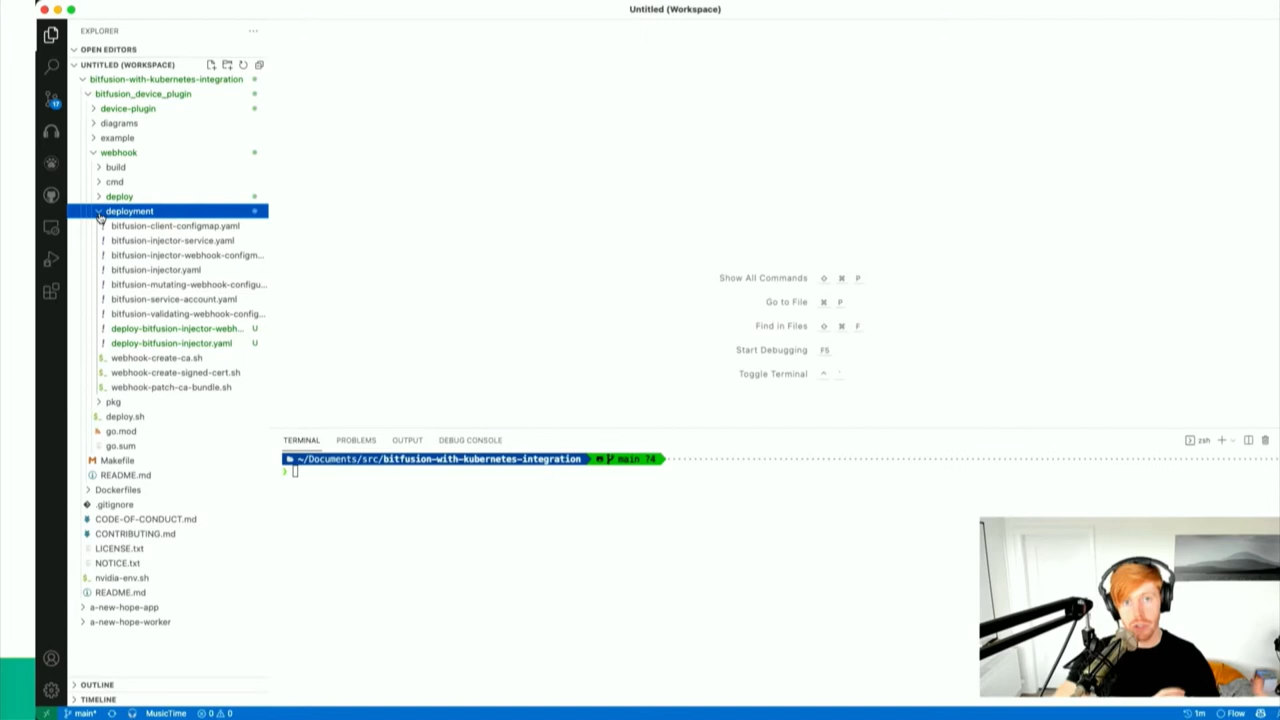 Untitled (Workspace)
EXPLORER
OPEN EDITORS
UNTITLED (WORKSPACE)
bitfusion-with-kubernetes-integration
bitfusion_device_plugin
device-plugin
diagrams
example
webhook
build
cmd
deploy
deployment
bitfusion-client-configmap.yaml
bitfusion-injector-service.yaml
bitfusion-injector-webhook-configm...
bitfusion-injector.yaml
bitfusion-mutating-webhook-configu...
bitfusion-service-account.yaml
bitfusion-validating-webhook-config...
deploy-bitfusion-injector-webh... U
deploy-bitfusion-injector.yaml U
webhook-create-ca.sh
webhook-create-signed-cert.sh
webhook-patch-ca-bundle.sh
pkg
deploy.sh
go.mod
go.sum
Makefile
README.md
Dockerfiles
.gitignore
CODE-OF-CONDUCT.md
CONTRIBUTING.md
LICENSE.txt
NOTICE.txt
nvidia-env.sh
README.md
a-new-hope-app
a-new-hope-worker
OUTLINE
TIMELINE
Show All Commands ⇧ ⌘ P
Go to File ⌘ P
Find in Files ⇧ ⌘ F
Start Debugging F5
Toggle Terminal ^ `
TERMINAL PROBLEMS OUTPUT DEBUG CONSOLE
zsh
~/Documents/src/bitfusion-with-kubernetes-integration main ?4
17
main* MusicTime 0 0
1m Flow